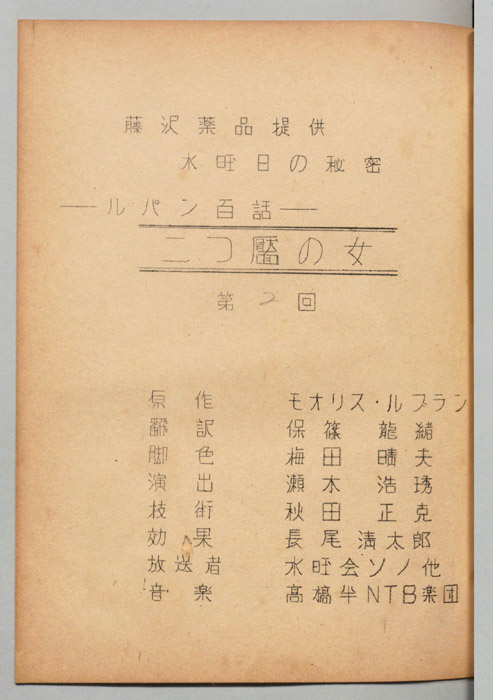 藤沢薬品提供
水曜日の秘密
―ルパン百話―
二つ靨の女
第2回
原作 モオリス・ルブラン
飜訳 保篠龍緒
脚色 梅田晴夫
演出 瀬木浩琇
技術 秋田正克
効果 長尾清太郎
放送者 水旺会ソノ他
音楽 高橋半NTB楽団